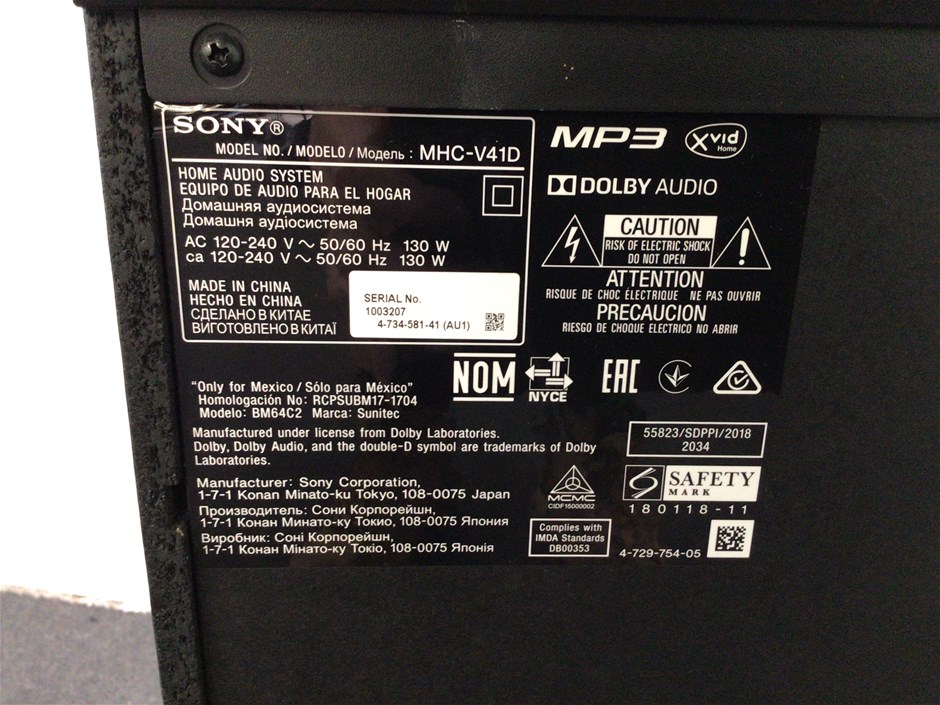 SONY®
MODEL NO. / MODELO / Модель : MHC-V41D
HOME AUDIO SYSTEM
EQUIPO DE AUDIO PARA EL HOGAR
Домашняя аудиосистема
Домашня аудіосистема
AC 120-240 V ~ 50/60 Hz 130 W
ca 120-240 V ~ 50/60 Hz 130 W
MADE IN CHINA
HECHO EN CHINA
СДЕЛАНО В КИТАЕ
ВИГОТОВЛЕНО В КИТАЇ
SERIAL No.
1003207
4-734-581-41 (AU1)
MP3
Xvid
Home
DOLBY AUDIO
CAUTION
RISK OF ELECTRIC SHOCK
DO NOT OPEN
ATTENTION
RISQUE DE CHOC ÉLECTRIQUE NE PAS OUVRIR
PRECAUCION
RIESGO DE CHOQUE ELECTRICO NO ABRIR
NOM
NYCE
EAC
"Only for Mexico / Sólo para México"
Homologación No: RCPSUBM17-1704
Modelo: BM64C2 Marca: Sunitec
Manufactured under license from Dolby Laboratories.
Dolby, Dolby Audio, and the double-D symbol are trademarks of Dolby
Laboratories.
55823/SDPPI/2018
2034
Manufacturer: Sony Corporation,
1-7-1 Konan Minato-ku Tokyo, 108-0075 Japan
Производитель: Сони Корпорейшн,
1-7-1 Конан Минато-ку Токио, 108-0075 Япония
Виробник: Соні Корпорейшн,
1-7-1 Конан Мінато-ку Токіо, 108-0075 Японія
MCMC
CIDF15000002
SAFETY
MARK
180118-11
Complies with
IMDA Standards
DB00353
4-729-754-05